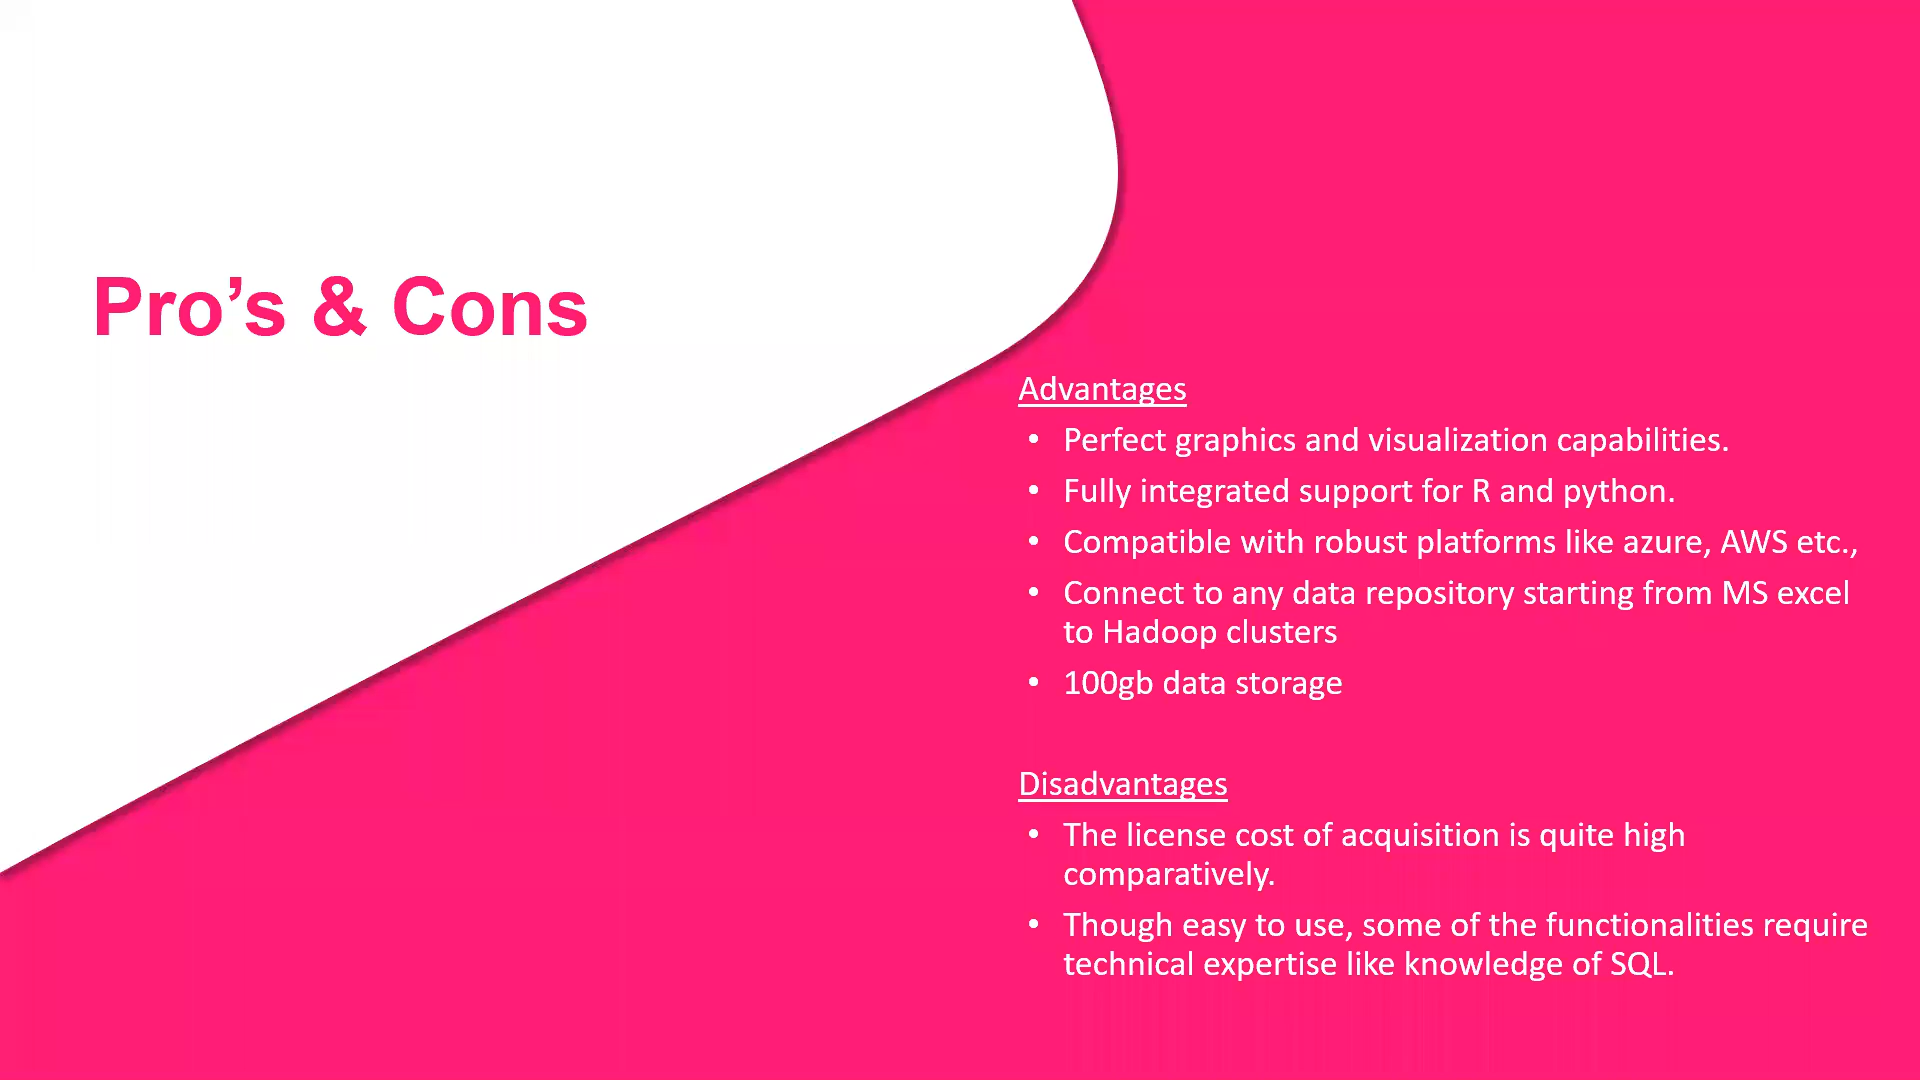 Pro’s & Cons
Advantages
• Perfect graphics and visualization capabilities.
• Fully integrated support for R and python.
• Compatible with robust platforms like azure, AWS etc.,
• Connect to any data repository starting from MS excel
to Hadoop clusters
• 100gb data storage
Disadvantages
• The license cost of acquisition is quite high
comparatively.
• Though easy to use, some of the functionalities require
technical expertise like knowledge of SQL.